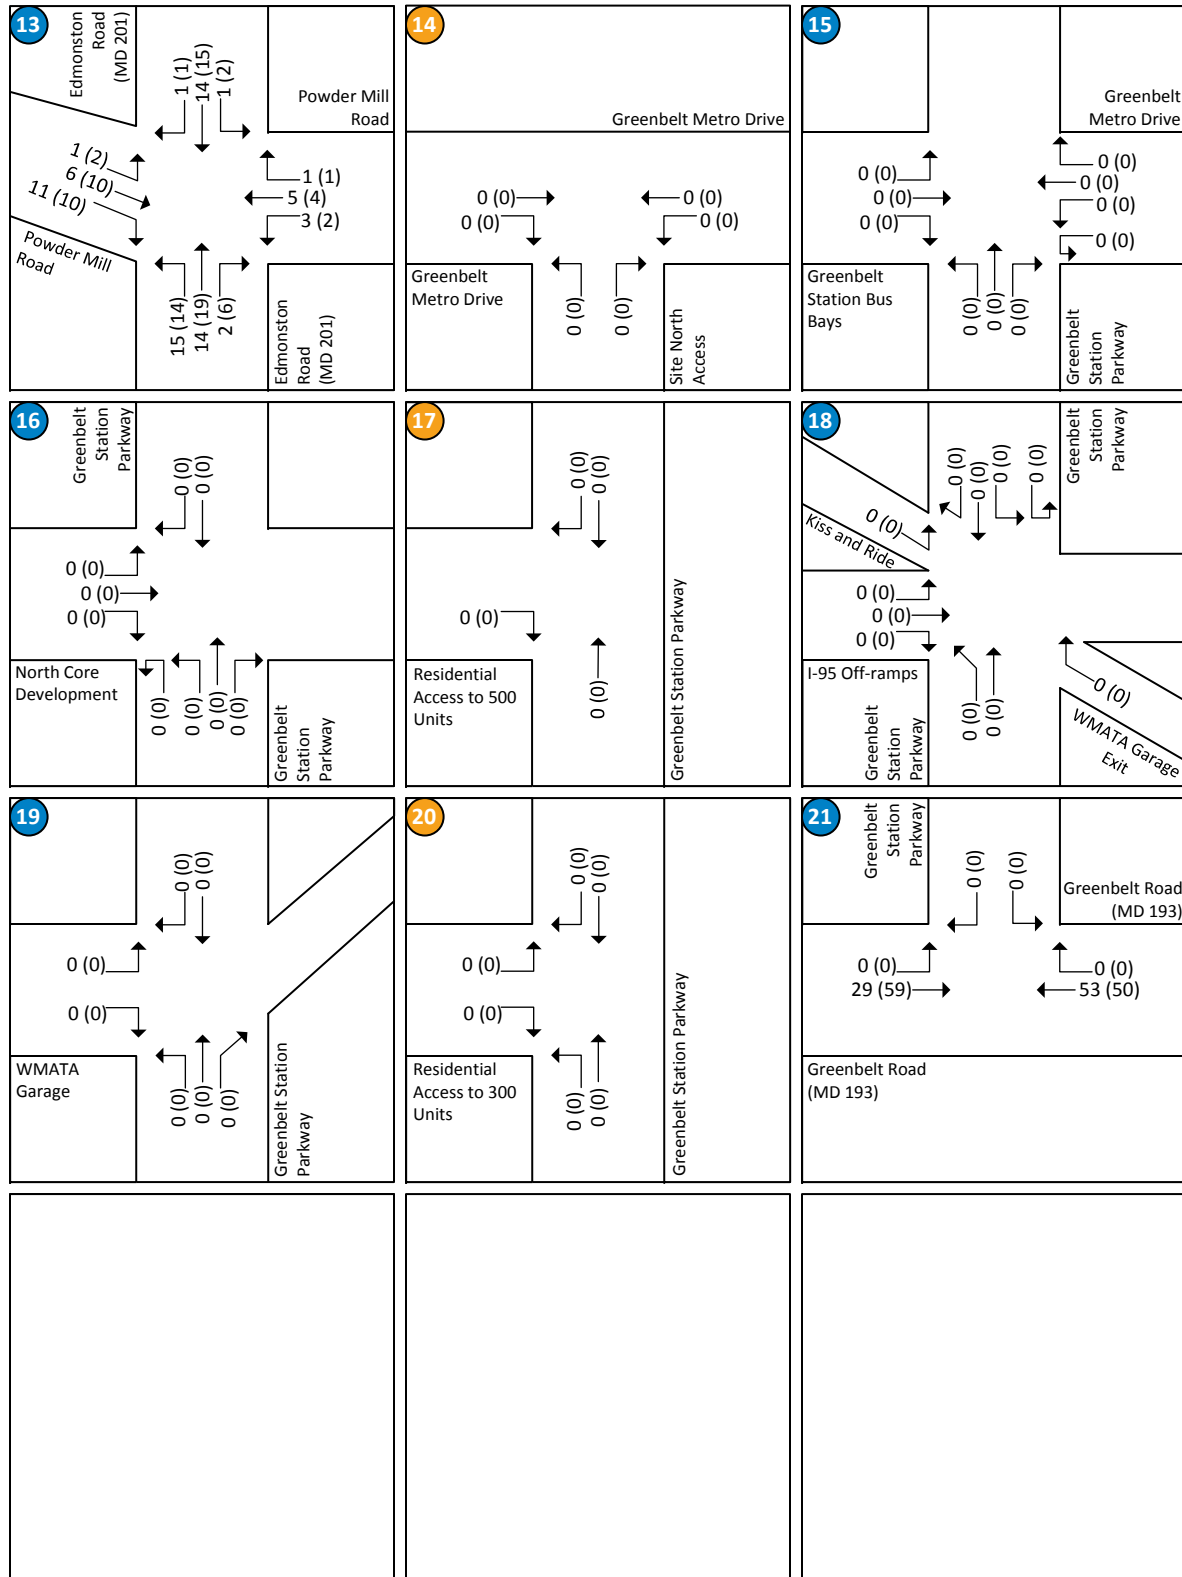 13
Edmonston
Road
(MD 201)
1 (1)
14 (15)
1 (2)
Powder Mill
Road
1 (2)
6 (10)
11 (10)
1 (1)
5 (4)
3 (2)
Powder Mill
Road
15 (14)
14 (19)
2 (6)
Edmonston
Road
(MD 201)
14
Greenbelt Metro Drive
0 (0)
0 (0)
0 (0)
0 (0)
Greenbelt
Metro Drive
0 (0)
0 (0)
Site North
Access
15
Greenbelt
Metro Drive
0 (0)
0 (0)
0 (0)
0 (0)
0 (0)
0 (0)
0 (0)
Greenbelt
Station Bus
Bays
0 (0)
0 (0)
0 (0)
Greenbelt
Station
Parkway
16
Greenbelt
Station
Parkway
0 (0)
0 (0)
0 (0)
0 (0)
0 (0)
North Core
Development
0 (0)
0 (0)
0 (0)
0 (0)
Greenbelt
Station
Parkway
17
0 (0)
0 (0)
0 (0)
Residential
Access to 500
Units
0 (0)
Greenbelt Station Parkway
18
0 (0)
0 (0)
0 (0)
0 (0)
Greenbelt
Station
Parkway
0 (0)
Kiss and Ride
0 (0)
0 (0)
0 (0)
I-95 Off-ramps
Greenbelt
Station
Parkway
0 (0)
0 (0)
0 (0)
WMATA Garage
Exit
19
0 (0)
0 (0)
0 (0)
0 (0)
WMATA
Garage
0 (0)
0 (0)
0 (0)
Greenbelt Station
Parkway
20
0 (0)
0 (0)
0 (0)
0 (0)
Residential
Access to 300
Units
0 (0)
0 (0)
Greenbelt Station Parkway
21
Greenbelt
Station
Parkway
0 (0)
0 (0)
Greenbelt Road
(MD 193)
0 (0)
29 (59)
0 (0)
53 (50)
Greenbelt Road
(MD 193)